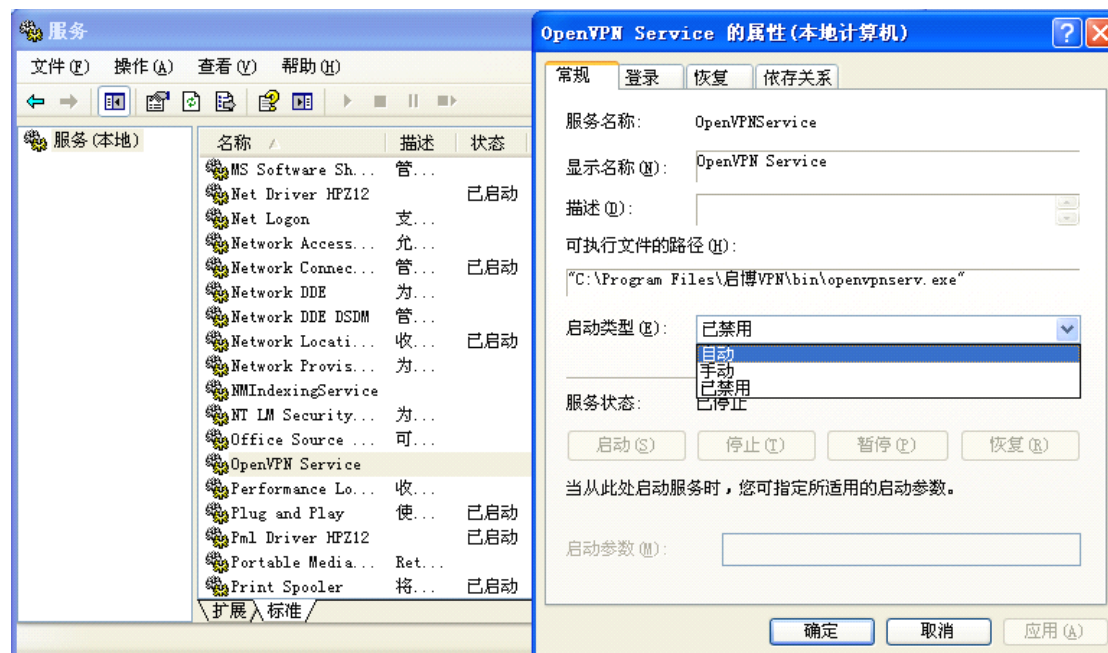 服务
文件(F) 操作(A) 查看(V) 帮助(H)
服务(本地)
名称 描述 状态
MS Software Sh... 管...
Net Driver HPZ12 已启动
Net Logon 支...
Network Access... 允...
Network Connec... 管... 已启动
Network DDE 为...
Network DDE DSDM 管...
Network Locati... 收... 已启动
Network Provis... 为...
NMIndexingService
NT LM Security... 为...
Office Source ... 可...
OpenVPN Service
Performance Lo... 收...
Plug and Play 使... 已启动
Pml Driver HPZ12 已启动
Portable Media... Ret...
Print Spooler 将... 已启动
扩展 标准
OpenVPN Service 的属性(本地计算机)
常规 登录 恢复 依存关系
服务名称: OpenVPNService
显示名称(N): OpenVPN Service
描述(D):
可执行文件的路径(H):
"C:\Program Files\启博VPN\bin\openvpnserv.exe"
启动类型(E): 已禁用
自动
手动
已禁用
服务状态: 已停止
启动(S) 停止(T) 暂停(P) 恢复(R)
当从此处启动服务时，您可指定所适用的启动参数。
启动参数(M):
确定 取消 应用(A)